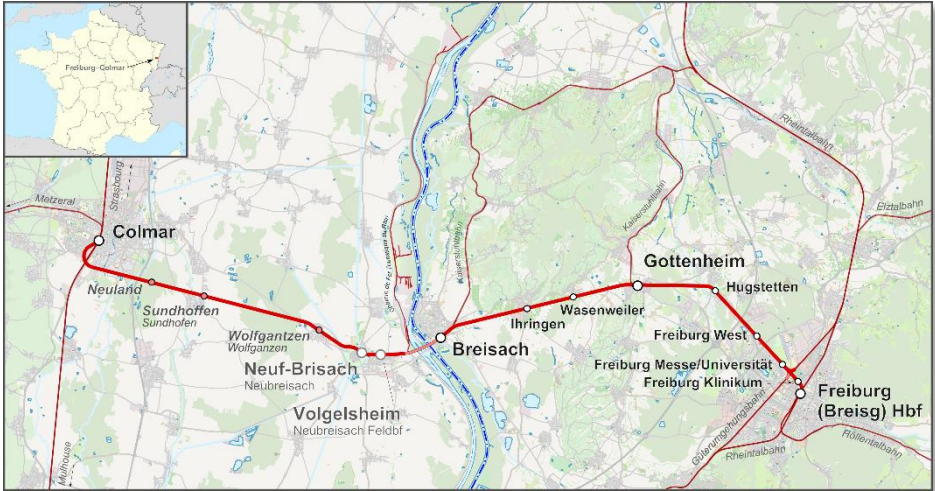 Freiburg-Colmar
Metzeral
Strasbourg
Colmar
Neuland
Sundhoffen
Sundhofen
Wolfgantzen
Wolfganzen
Neuf-Brisach
Neubreisach
Volgelsheim
Neubreisach Feldbf
Mulhouse
Kaiserstuhlbahn
Breisach
Ihringen
Wasenweiler
Gottenheim
Kaiserstuhlbahn
Hugstetten
Freiburg West
Freiburg Messe/Universität
Freiburg Klinikum
Freiburg
(Breisg) Hbf
Rheintalbahn
Elztalbahn
Güterumgehungsbahn
Rheintalbahn
Höllentalbahn